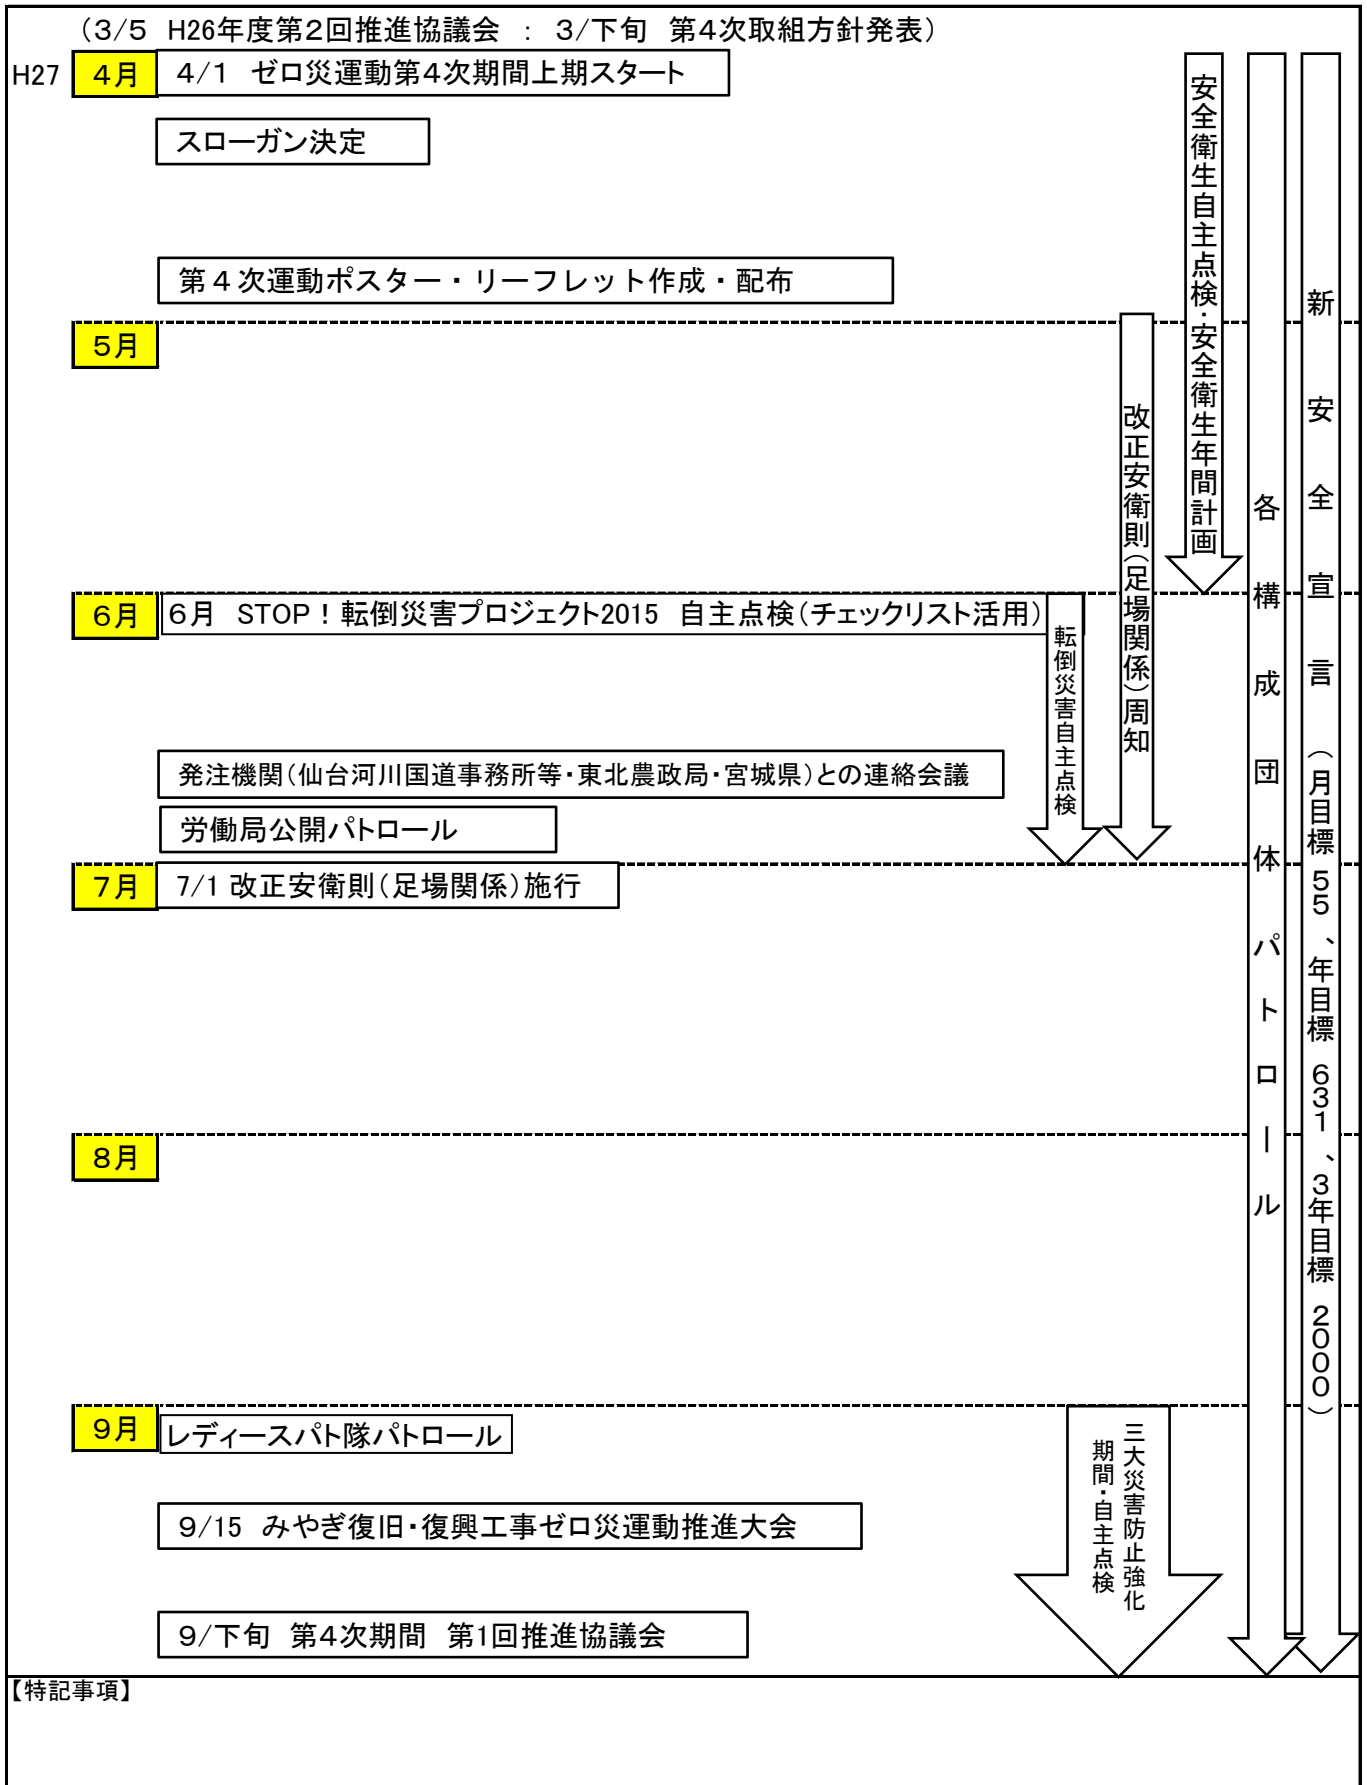 （３/５　H26年度第２回推進協議会　：　３/下旬　第４次取組方針発表）
H27
４月
４/１　ゼロ災運動第４次期間上期スタート
スローガン決定
第４次運動ポスター・リーフレット作成・配布
５月
６月
６月　STOP！転倒災害プロジェクト2015　自主点検（チェックリスト活用）
発注機関（仙台河川国道事務所等・東北農政局・宮城県）との連絡会議
労働局公開パトロール
７月
7/1 改正安衛則（足場関係）施行
８月
９月
レディースパト隊パトロール
９/15　みやぎ復旧・復興工事ゼロ災運動推進大会
９/下旬　第４次期間　第1回推進協議会
新安全宣言（月目標 55、年目標 631、3年目標 2000）
各構成団体パトロール
安全衛生自主点検・安全衛生年間計画
改正安衛則（足場関係）周知
転倒災害自主点検
三大災害防止強化
期間・自主点検
【特記事項】